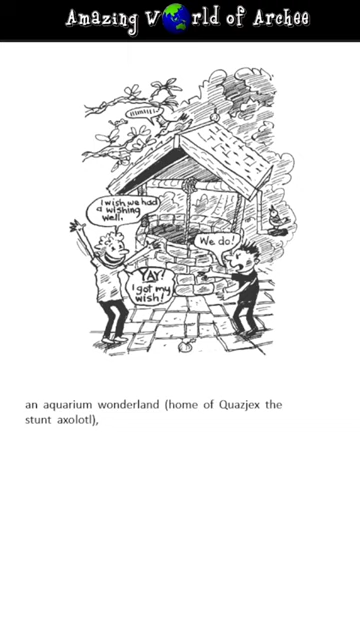 Amazing World of Archee
I wish we had
a wishing
well.
We do!
YAY!
I got my
wish!
an aquarium wonderland (home of Quazjex the
stunt axolotl),